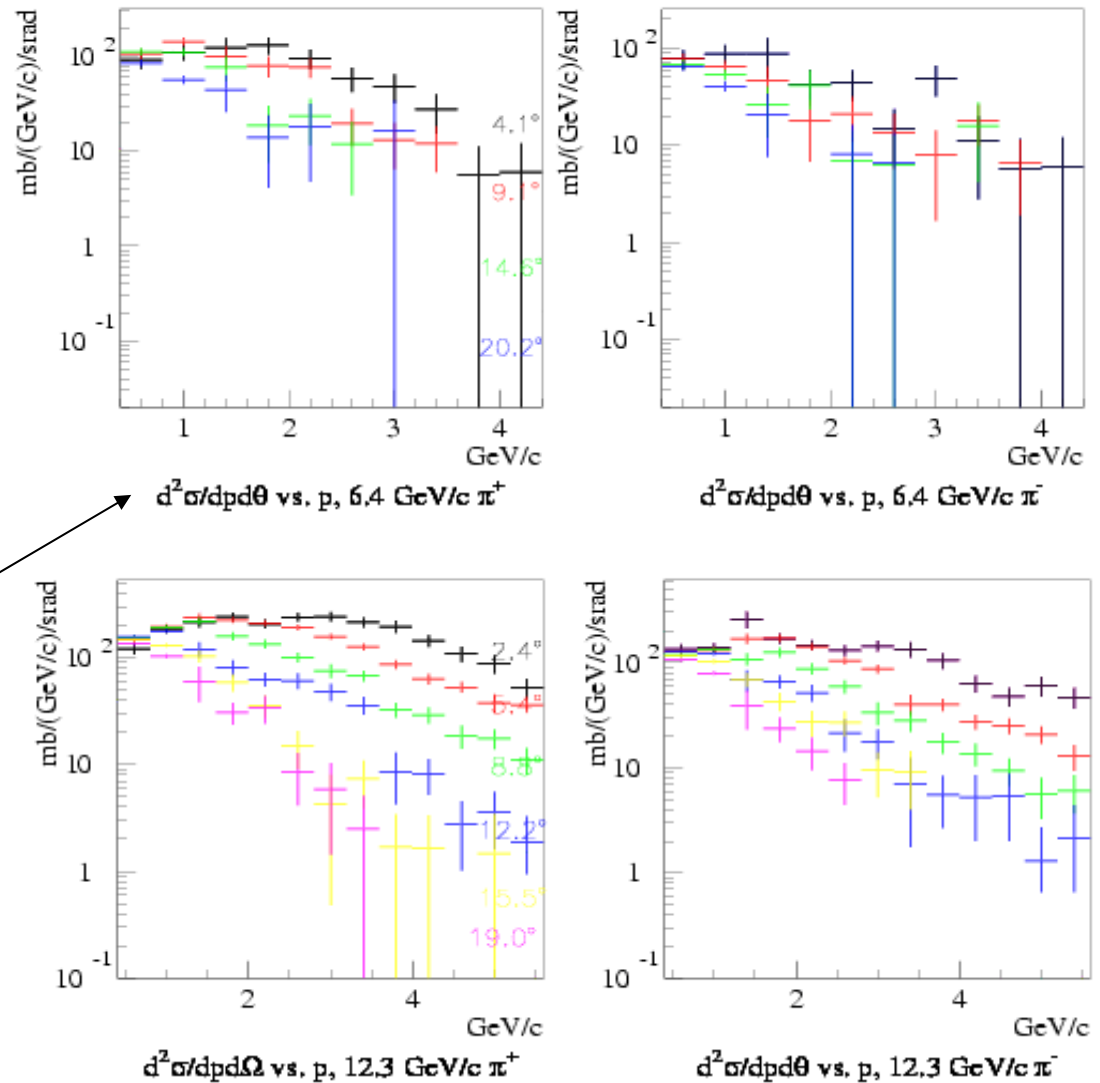 mb/(GeV/c)/srad
10 2
10
1
10 -1
4.1°
9.1°
14.6°
20.2°
1 2 3 4
GeV/c
d²σ/dpdθ vs. p, 6.4 GeV/c π⁺
mb/(GeV/c)/srad
10 2
10
1
10 -1
1 2 3 4
GeV/c
d²σ/dpdθ vs. p, 6.4 GeV/c π⁻
mb/(GeV/c)/srad
10 2
10
1
10 -1
2.4°
5.4°
8.8°
12.2°
15.5°
19.0°
2 4
GeV/c
d²σ/dpdΩ vs. p, 12.3 GeV/c π⁺
mb/(GeV/c)/srad
10 2
10
1
10 -1
2 4
GeV/c
d²σ/dpdθ vs. p, 12.3 GeV/c π⁻